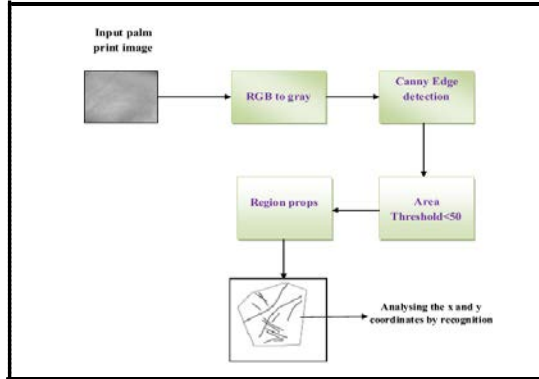 Input palm
print image
RGB to gray
Canny Edge
detection
Region props
Area
Threshold<50
Analysing the x and y
coordinates by recognition